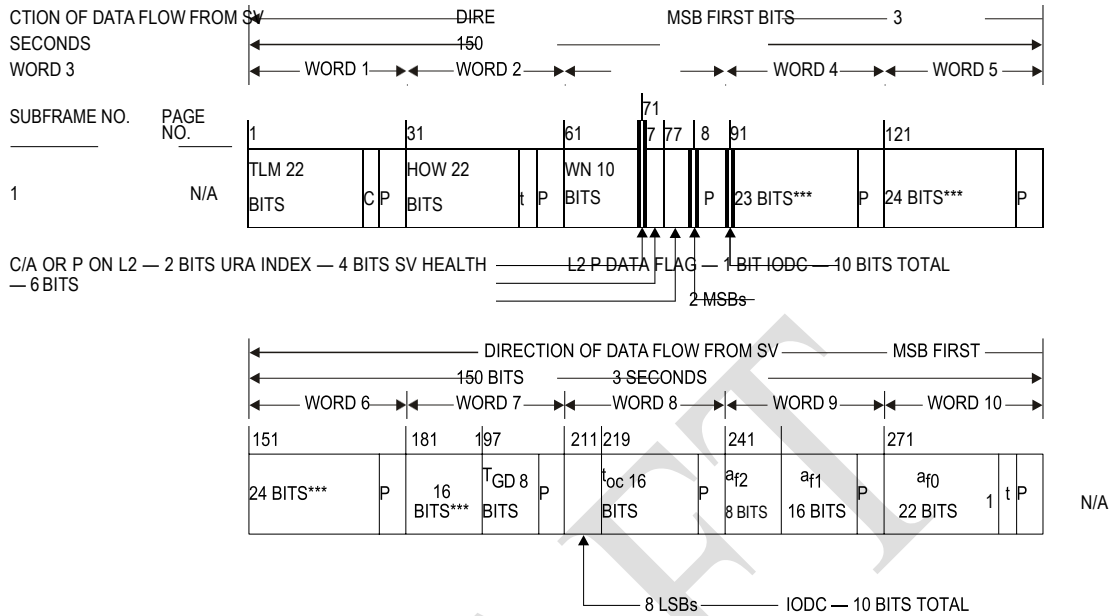 CTION OF DATA FLOW FROM SV DIRE MSB FIRST BITS 3
SECONDS 150
WORD 3 WORD 1 WORD 2 WORD 4 WORD 5
SUBFRAME NO. PAGE NO.
71
1 31 61 7 77 8 91 121
TLM 22 BITS C P HOW 22 BITS t P WN 10 BITS P 23 BITS*** P 24 BITS*** P
1 N/A
C/A OR P ON L2 — 2 BITS URA INDEX — 4 BITS SV HEALTH L2 P DATA FLAG — 1 BIT IODC — 10 BITS TOTAL
— 6 BITS
2 MSBs
DIRECTION OF DATA FLOW FROM SV MSB FIRST
150 BITS 3 SECONDS
WORD 6 WORD 7 WORD 8 WORD 9 WORD 10
151 181 197 211 219 241 271
24 BITS*** P 16 BITS*** TGD 8 BITS P toc 16 BITS P af2 8 BITS af1 16 BITS P af0 22 BITS 1 t P N/A
8 LSBs IODC — 10 BITS TOTAL
FT